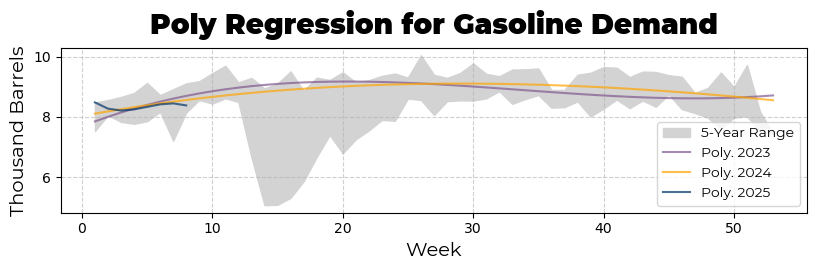 Poly Regression for Gasoline Demand
Thousand Barrels
10
8
6
0
10
20
30
40
50
Week
5-Year Range
Poly. 2023
Poly. 2024
Poly. 2025